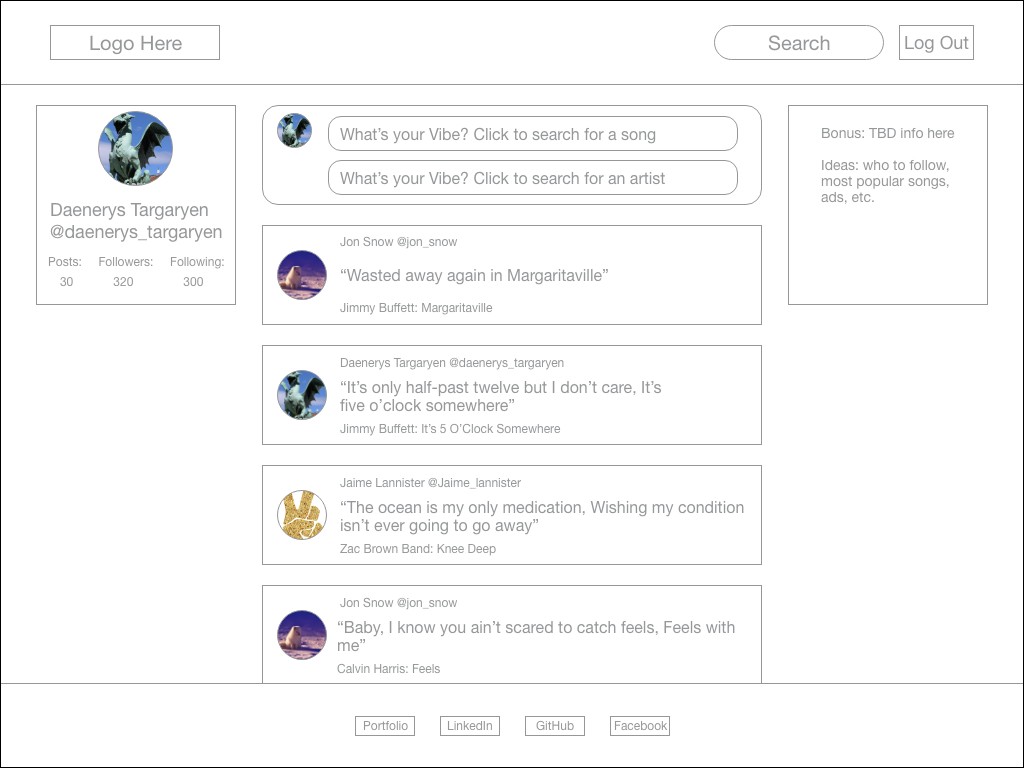 Logo Here
Search
Log Out
Daenerys Targaryen
@daenerys_targaryen
Posts: Followers: Following:
30 320 300
What’s your Vibe? Click to search for a song
What’s your Vibe? Click to search for an artist
Jon Snow @jon_snow
“Wasted away again in Margaritaville”
Jimmy Buffett: Margaritaville
Daenerys Targaryen @daenerys_targaryen
“It’s only half-past twelve but I don’t care, It’s
five o’clock somewhere”
Jimmy Buffett: It’s 5 O’Clock Somewhere
Jaime Lannister @Jaime_lannister
“The ocean is my only medication, Wishing my condition
isn’t ever going to go away”
Zac Brown Band: Knee Deep
Jon Snow @jon_snow
“Baby, I know you ain’t scared to catch feels, Feels with
me”
Calvin Harris: Feels
Bonus: TBD info here
Ideas: who to follow,
most popular songs,
ads, etc.
Portfolio
LinkedIn
GitHub
Facebook